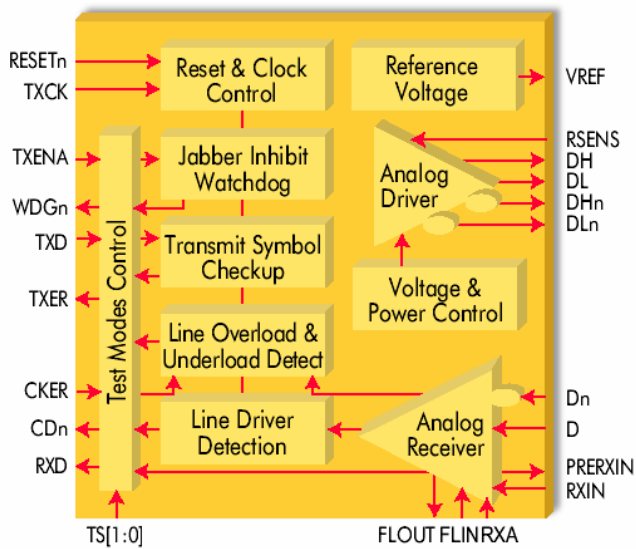 RESETn
TXCK
TXENA
WDGn
TXD
TXER
CKER
CDn
RXD
TS[1:0]
Test Modes Control
Reset & Clock
Control
Jabber Inhibit
Watchdog
Transmit Symbol
Checkup
Line Overload &
Underload Detect
Line Driver
Detection
Reference
Voltage
Analog
Driver
Voltage &
Power Control
Analog
Receiver
VREF
RSENS
DH
DL
DHn
DLn
Dn
D
PRERXIN
RXIN
FLOUT FLINRXA